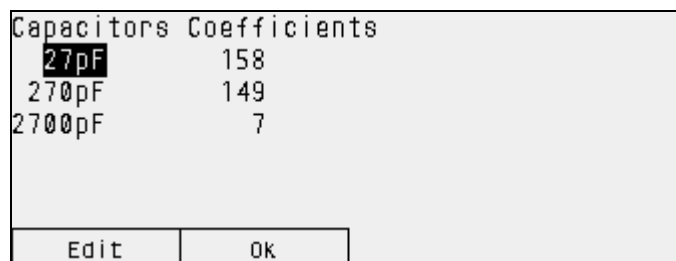 Capacitors Coefficients
27pF 158
270pF 149
2700pF 7
Edit Ok